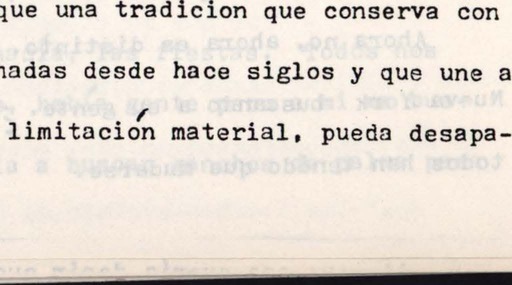 que una tradicion que conserva con
nadas desde hace siglos y que une a
limitación material, pueda desapa-